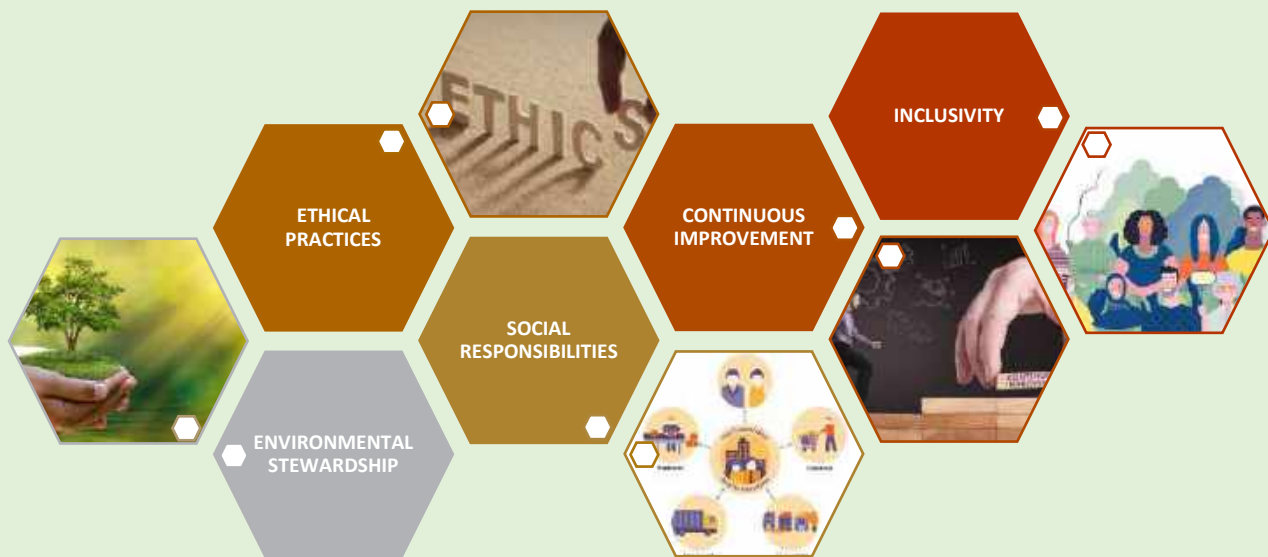 ETHICS
INCLUSIVITY
ETHICAL
PRACTICES
CONTINUOUS
IMPROVEMENT
SOCIAL
RESPONSIBILITIES
ENVIRONMENTAL
STEWARDSHIP